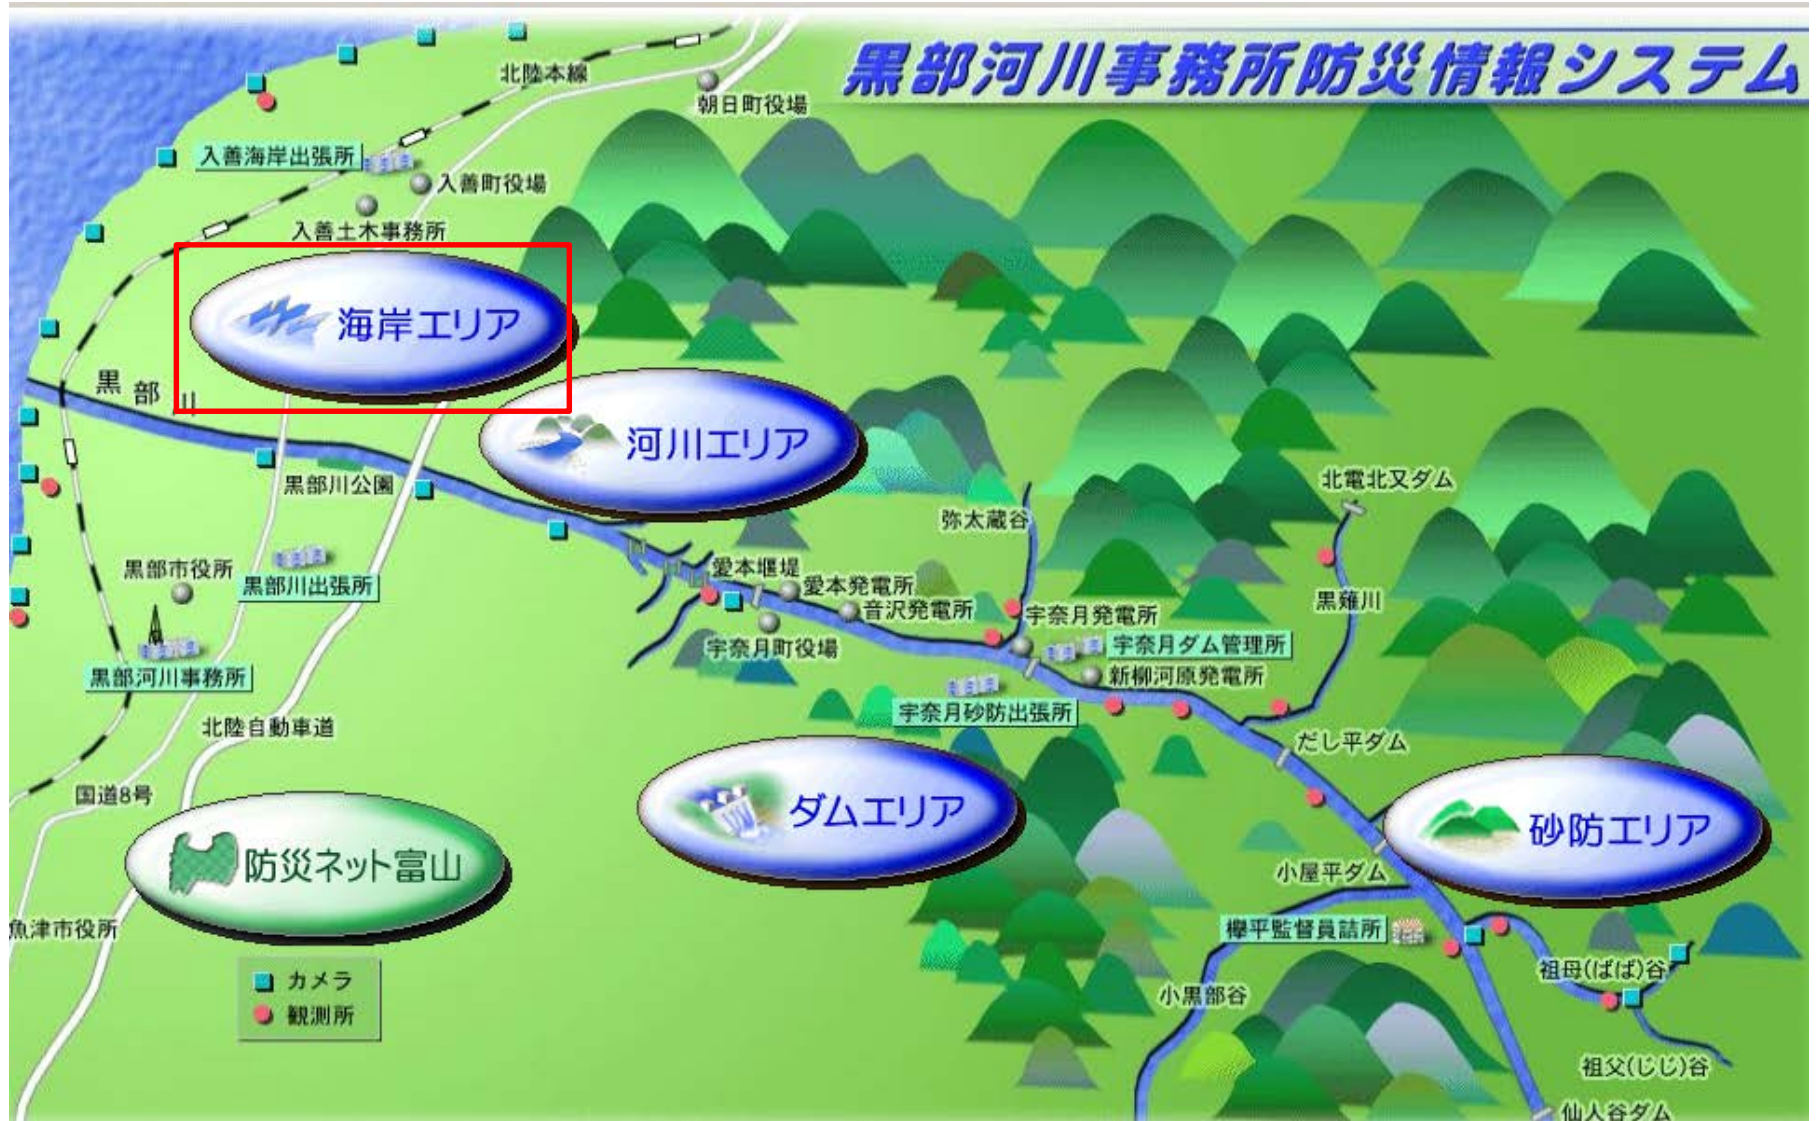 黒部河川事務所防災情報システム
北陸本線
朝日町役場
入善海岸出張所
入善町役場
入善土木事務所
海岸エリア
黒部川
河川エリア
黒部川公園
北電北又ダム
弥太蔵谷
黒部市役所
黒部川出張所
愛本堰堤
愛本発電所
音沢発電所
黒薙川
宇奈月発電所
宇奈月町役場
宇奈月ダム管理所
黒部河川事務所
新柳河原発電所
宇奈月砂防出張所
北陸自動車道
だし平ダム
国道8号
ダムエリア
砂防エリア
防災ネット富山
小屋平ダム
魚津市役所
欅平監督員詰所
祖母(ばば)谷
カメラ
小黒部谷
観測所
祖父(じじ)谷
仙人谷ダム